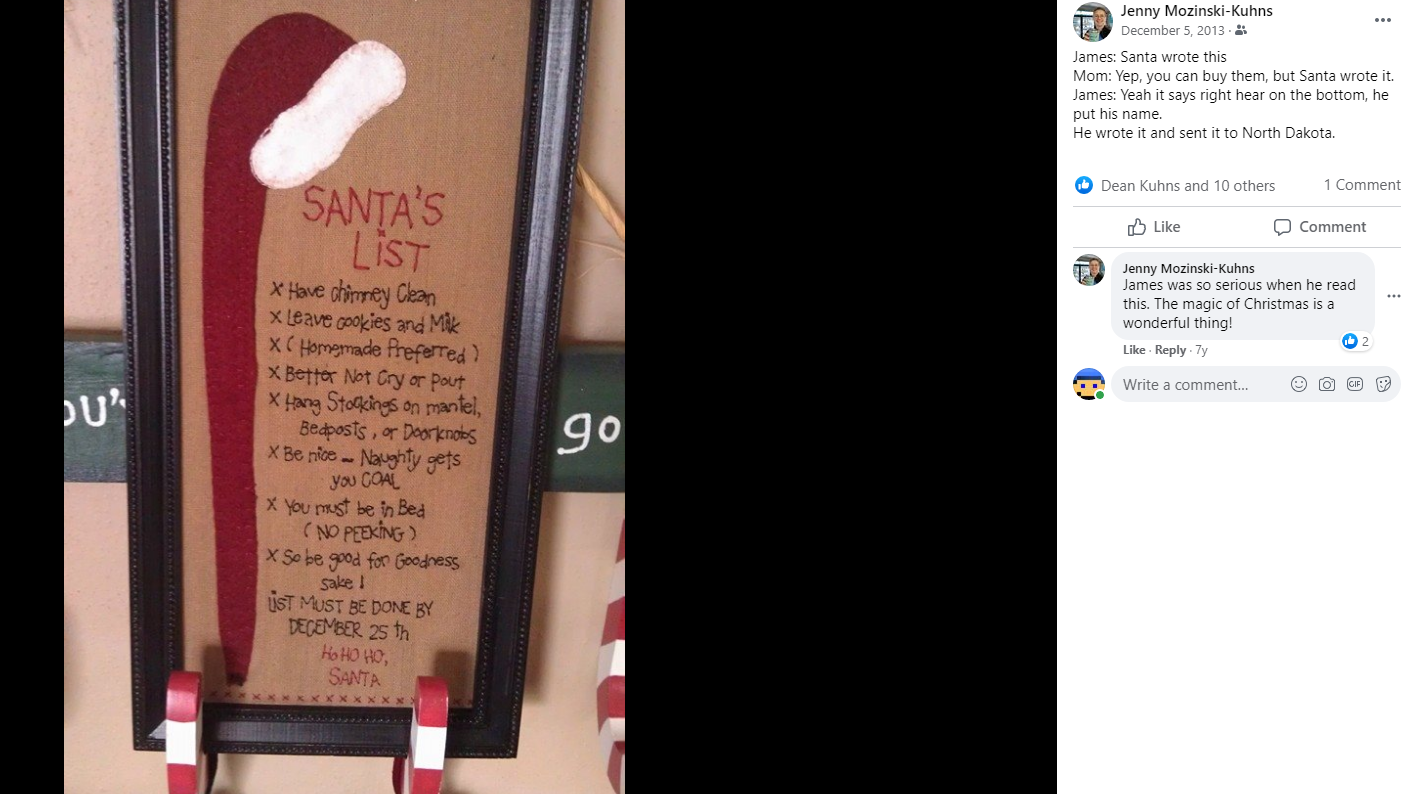 SANTA'S
LIST
X Have chimney Clean
X Leave cookies and Milk
X ( Homemade Preferred )
X Better Not Cry or Pout
X Hang Stockings on mantel,
Bedposts, or Doorknobs
X Be nice - Naughty gets
you COAL
X You must be in Bed
( NO PEEKING )
X So be good for Goodness
sake !
LIST MUST BE DONE BY
DECEMBER 25 th
HO HO HO,
SANTA
go
Jenny Mozinski-Kuhns
December 5, 2013 ·
James: Santa wrote this
Mom: Yep, you can buy them, but Santa wrote it.
James: Yeah it says right hear on the bottom, he
put his name.
He wrote it and sent it to North Dakota.
Dean Kuhns and 10 others 1 Comment
Like Comment
Jenny Mozinski-Kuhns
James was so serious when he read
this. The magic of Christmas is a
wonderful thing!
2
Like · Reply · 7y
Write a comment...
GIF